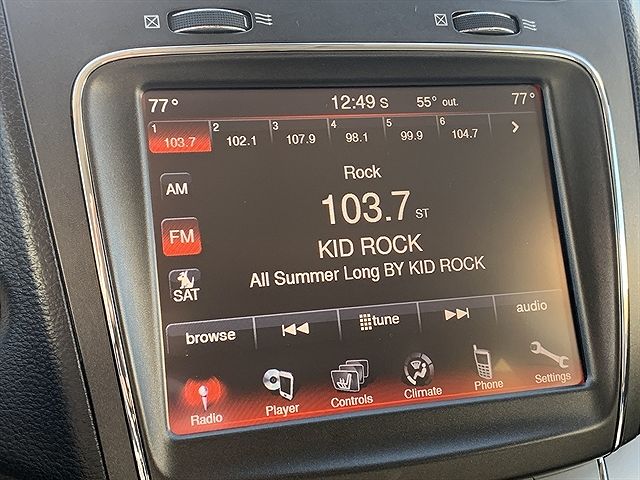 77° 12:49 S 55° out. 77°
1 2 3 4 5 6
103.7 102.1 107.9 98.1 99.9 104.7 >
Rock
AM
103.7 ST
FM
KID ROCK
All Summer Long BY KID ROCK
SAT
browse tune audio
Radio Player Controls Climate Phone Settings